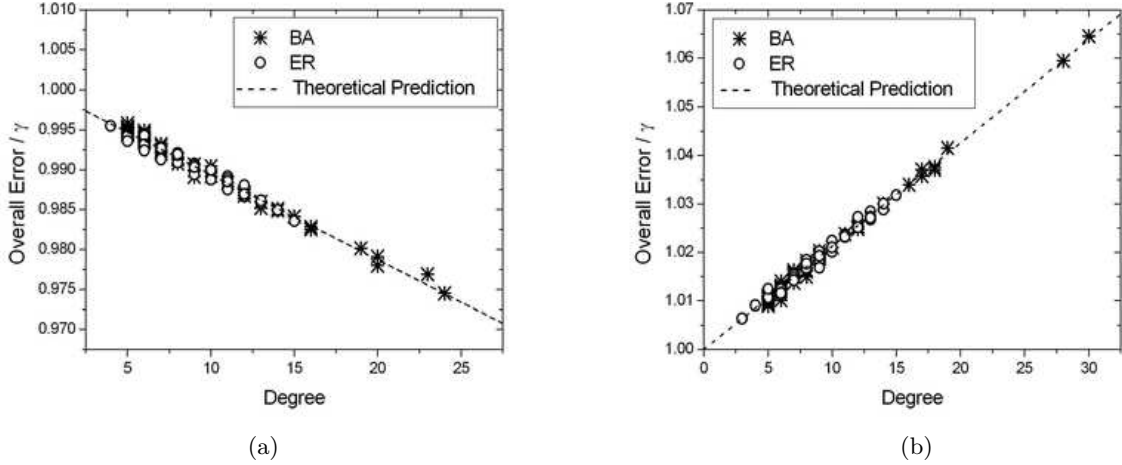 1.010
1.005
1.000
0.995
0.990
0.985
0.980
0.975
0.970
Overall Error / γ
BA
ER
Theoretical Prediction
5 10 15 20 25
Degree
(a)
1.07
1.06
1.05
1.04
1.03
1.02
1.01
1.00
Overall Error / γ
BA
ER
Theoretical Prediction
0 5 10 15 20 25 30
Degree
(b)